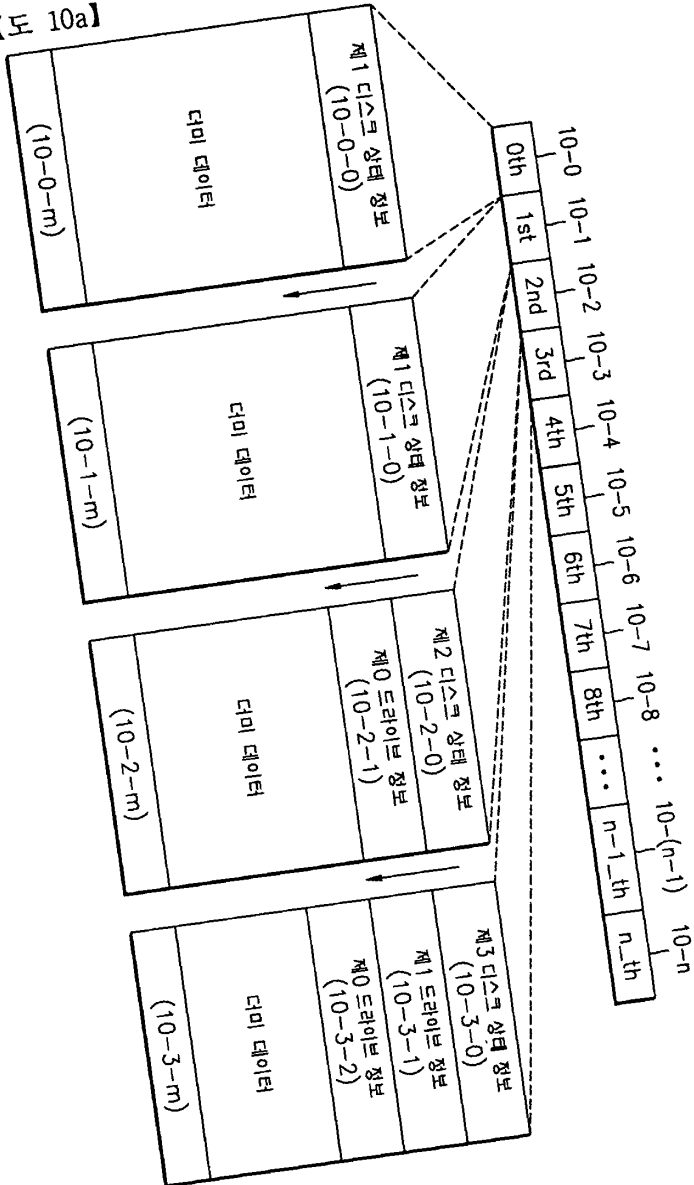 【도 10a】
10-0 10-1 10-2 10-3 10-4 10-5 10-6 10-7 10-8 ... 10-(n-1) 10-n
0th 1st 2nd 3rd 4th 5th 6th 7th 8th ... n-1_th n_th
제1 디스크 상태 정보
(10-0-0)
더미 데이터
(10-0-m)
제1 디스크 상태 정보
(10-1-0)
더미 데이터
(10-1-m)
제2 디스크 상태 정보
(10-2-0)
제0 드라이브 정보
(10-2-1)
더미 데이터
(10-2-m)
제3 디스크 상태 정보
(10-3-0)
제1 드라이브 정보
(10-3-1)
제0 드라이브 정보
(10-3-2)
더미 데이터
(10-3-m)